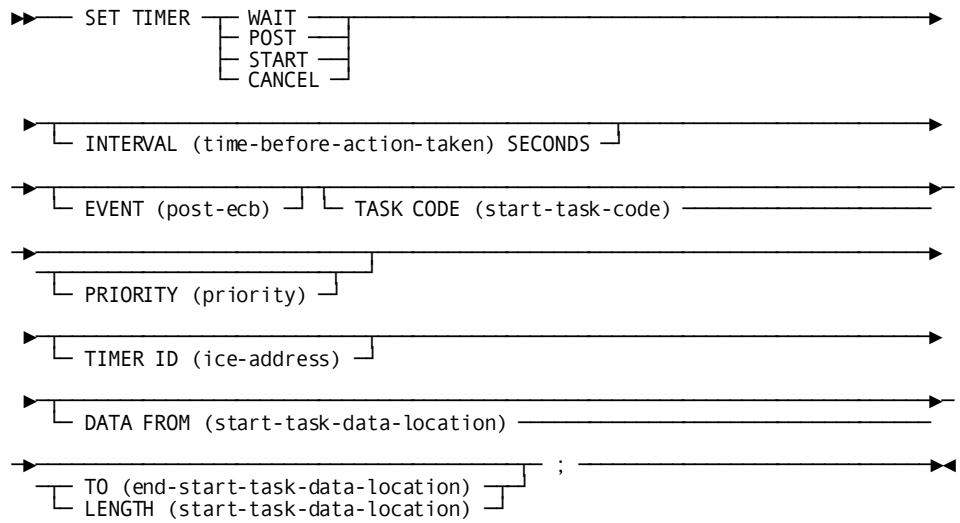 SET TIMER WAIT
POST
START
CANCEL
INTERVAL (time-before-action-taken) SECONDS
EVENT (post-ecb) TASK CODE (start-task-code)
PRIORITY (priority)
TIMER ID (ice-address)
DATA FROM (start-task-data-location)
;
TO (end-start-task-data-location)
LENGTH (start-task-data-location)